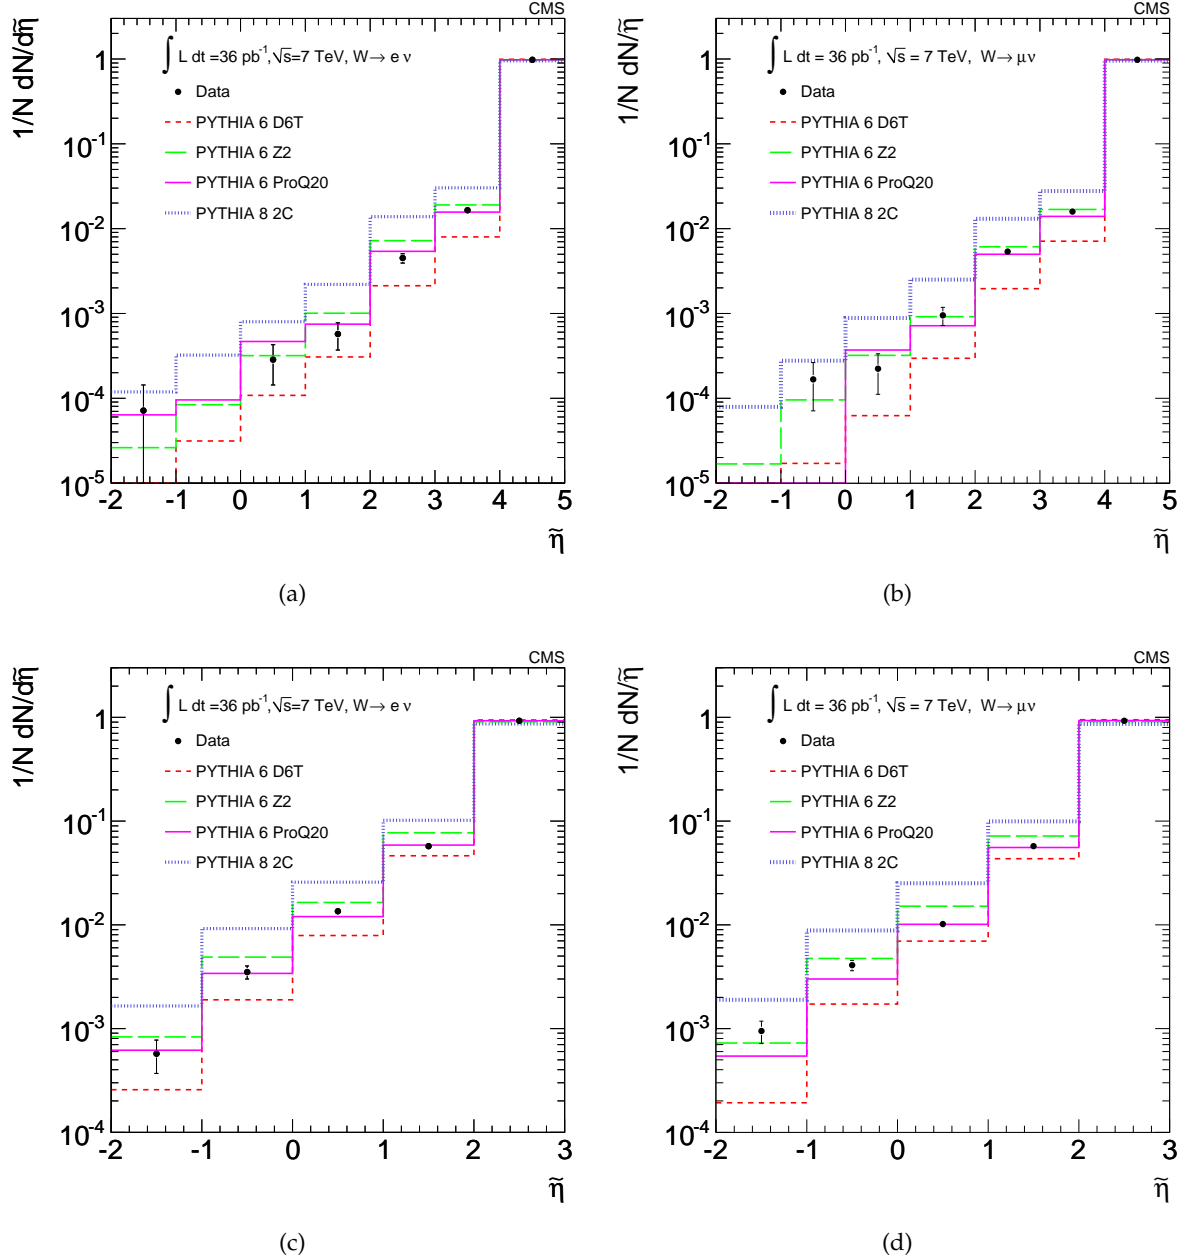 CMS
1/N dN/dη̃
∫ L dt =36 pb⁻¹,√s=7 TeV, W→ e ν
Data
PYTHIA 6 D6T
PYTHIA 6 Z2
PYTHIA 6 ProQ20
PYTHIA 8 2C
1
10⁻¹
10⁻²
10⁻³
10⁻⁴
10⁻⁵
-2 -1 0 1 2 3 4 5
η̃
(a)
CMS
1/N dN/η̃
∫ L dt = 36 pb⁻¹, √s = 7 TeV, W→ μν
Data
PYTHIA 6 D6T
PYTHIA 6 Z2
PYTHIA 6 ProQ20
PYTHIA 8 2C
1
10⁻¹
10⁻²
10⁻³
10⁻⁴
10⁻⁵
-2 -1 0 1 2 3 4 5
η̃
(b)
CMS
1/N dN/dη̃
∫ L dt =36 pb⁻¹,√s=7 TeV, W→ e ν
Data
PYTHIA 6 D6T
PYTHIA 6 Z2
PYTHIA 6 ProQ20
PYTHIA 8 2C
1
10⁻¹
10⁻²
10⁻³
10⁻⁴
-2 -1 0 1 2 3
η̃
(c)
CMS
1/N dN/η̃
∫ L dt = 36 pb⁻¹, √s = 7 TeV, W→ μν
Data
PYTHIA 6 D6T
PYTHIA 6 Z2
PYTHIA 6 ProQ20
PYTHIA 8 2C
1
10⁻¹
10⁻²
10⁻³
10⁻⁴
-2 -1 0 1 2 3
η̃
(d)